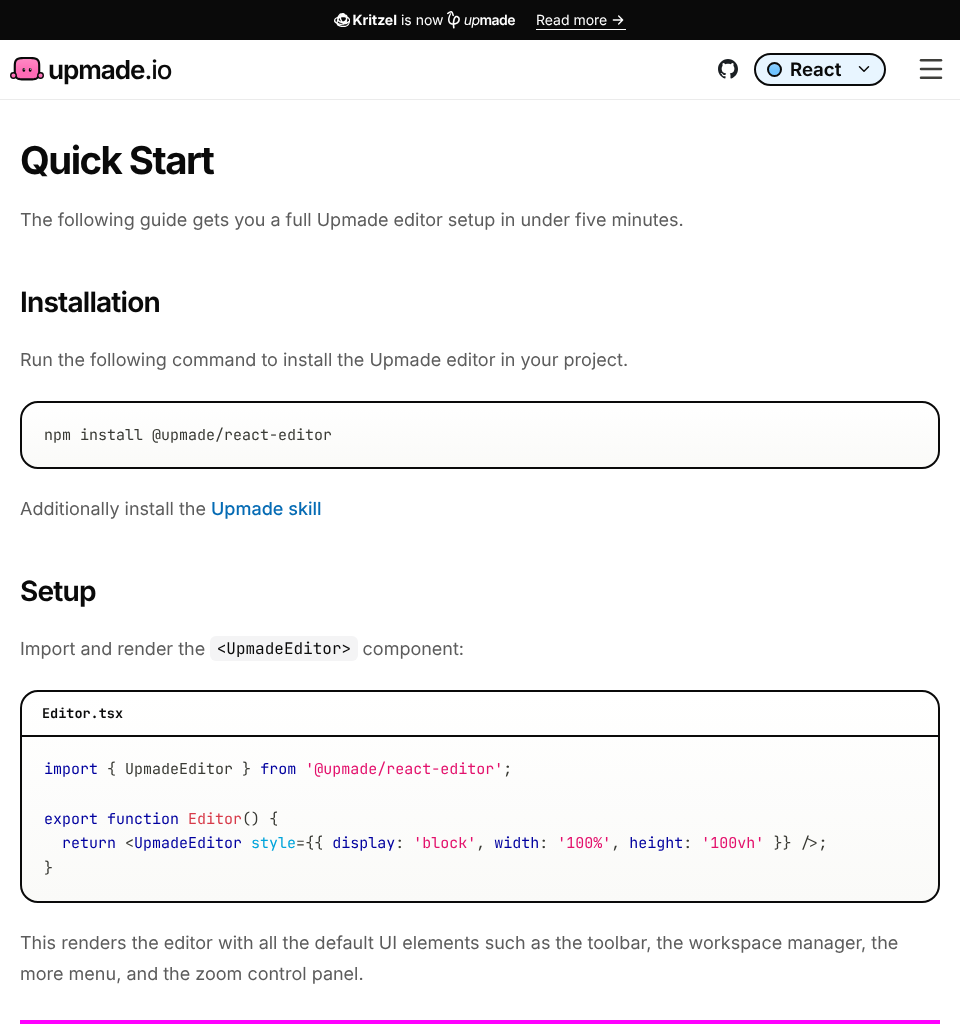 Kritzel is now upmade Read more →
upmade.io
React
Quick Start
The following guide gets you a full Upmade editor setup in under five minutes.
Installation
Run the following command to install the Upmade editor in your project.
npm install @upmade/react-editor
Additionally install the Upmade skill
Setup
Import and render the <UpmadeEditor> component:
Editor.tsx
import { UpmadeEditor } from '@upmade/react-editor';
export function Editor() {
  return <UpmadeEditor style={{ display: 'block', width: '100%', height: '100vh' }} />;
}
This renders the editor with all the default UI elements such as the toolbar, the workspace manager, the
more menu, and the zoom control panel.